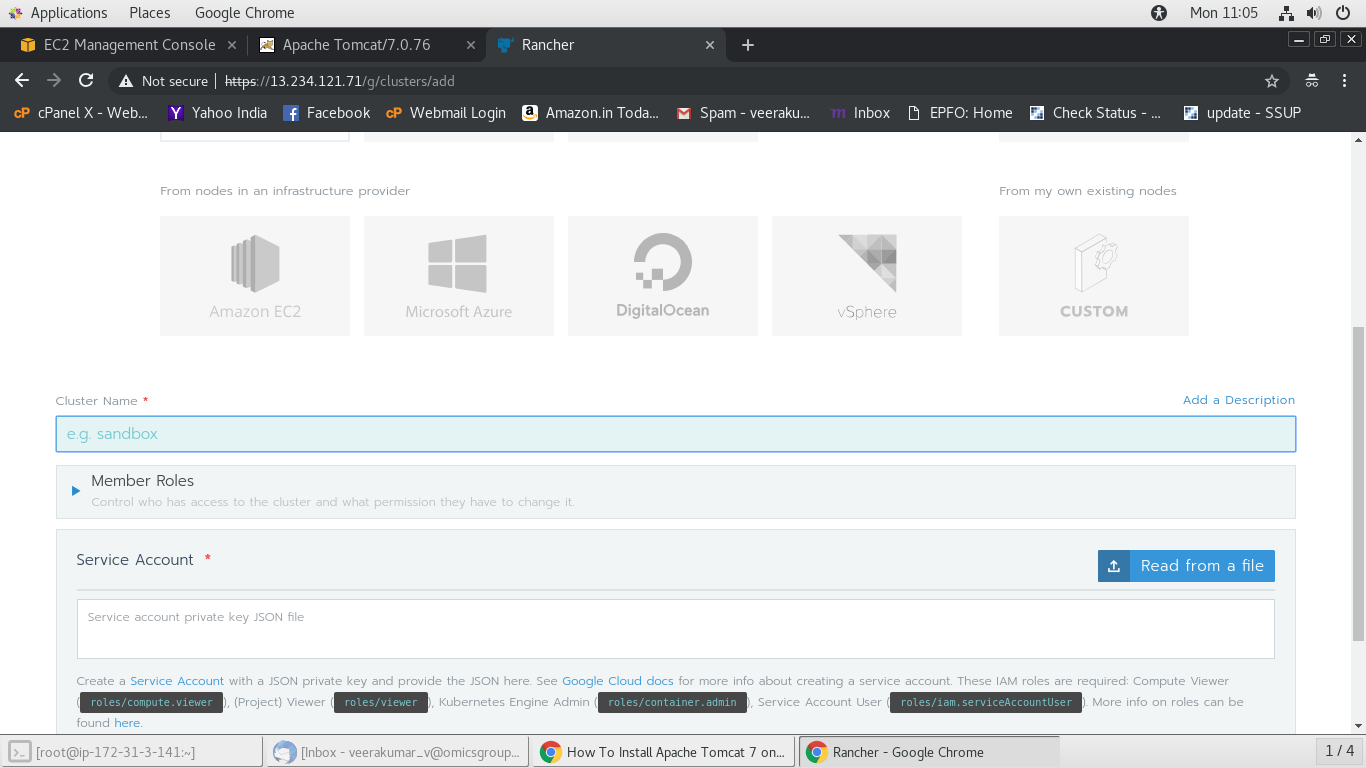 Applications Places Google Chrome Mon 11:05
EC2 Management Console Apache Tomcat/7.0.76 Rancher
Not secure https://13.234.121.71/g/clusters/add
cP cPanel X - Web... Y Yahoo India f Facebook cP Webmail Login a Amazon.in Toda... Spam - veeraku... m Inbox EPFO: Home Check Status - ... update - SSUP
From nodes in an infrastructure provider From my own existing nodes
Amazon EC2 Microsoft Azure DigitalOcean vSphere CUSTOM
Cluster Name * Add a Description
e.g. sandbox
Member Roles
Control who has access to the cluster and what permission they have to change it.
Service Account * Read from a file
Service account private key JSON file
Create a Service Account with a JSON private key and provide the JSON here. See Google Cloud docs for more info about creating a service account. These IAM roles are required: Compute Viewer
( roles/compute.viewer ), (Project) Viewer ( roles/viewer ), Kubernetes Engine Admin ( roles/container.admin ), Service Account User ( roles/iam.serviceAccountUser ). More info on roles can be
found here.
[root@ip-172-31-3-141:~] [Inbox - veerakumar_v@omicsgroup... How To Install Apache Tomcat 7 on... Rancher - Google Chrome 1 / 4